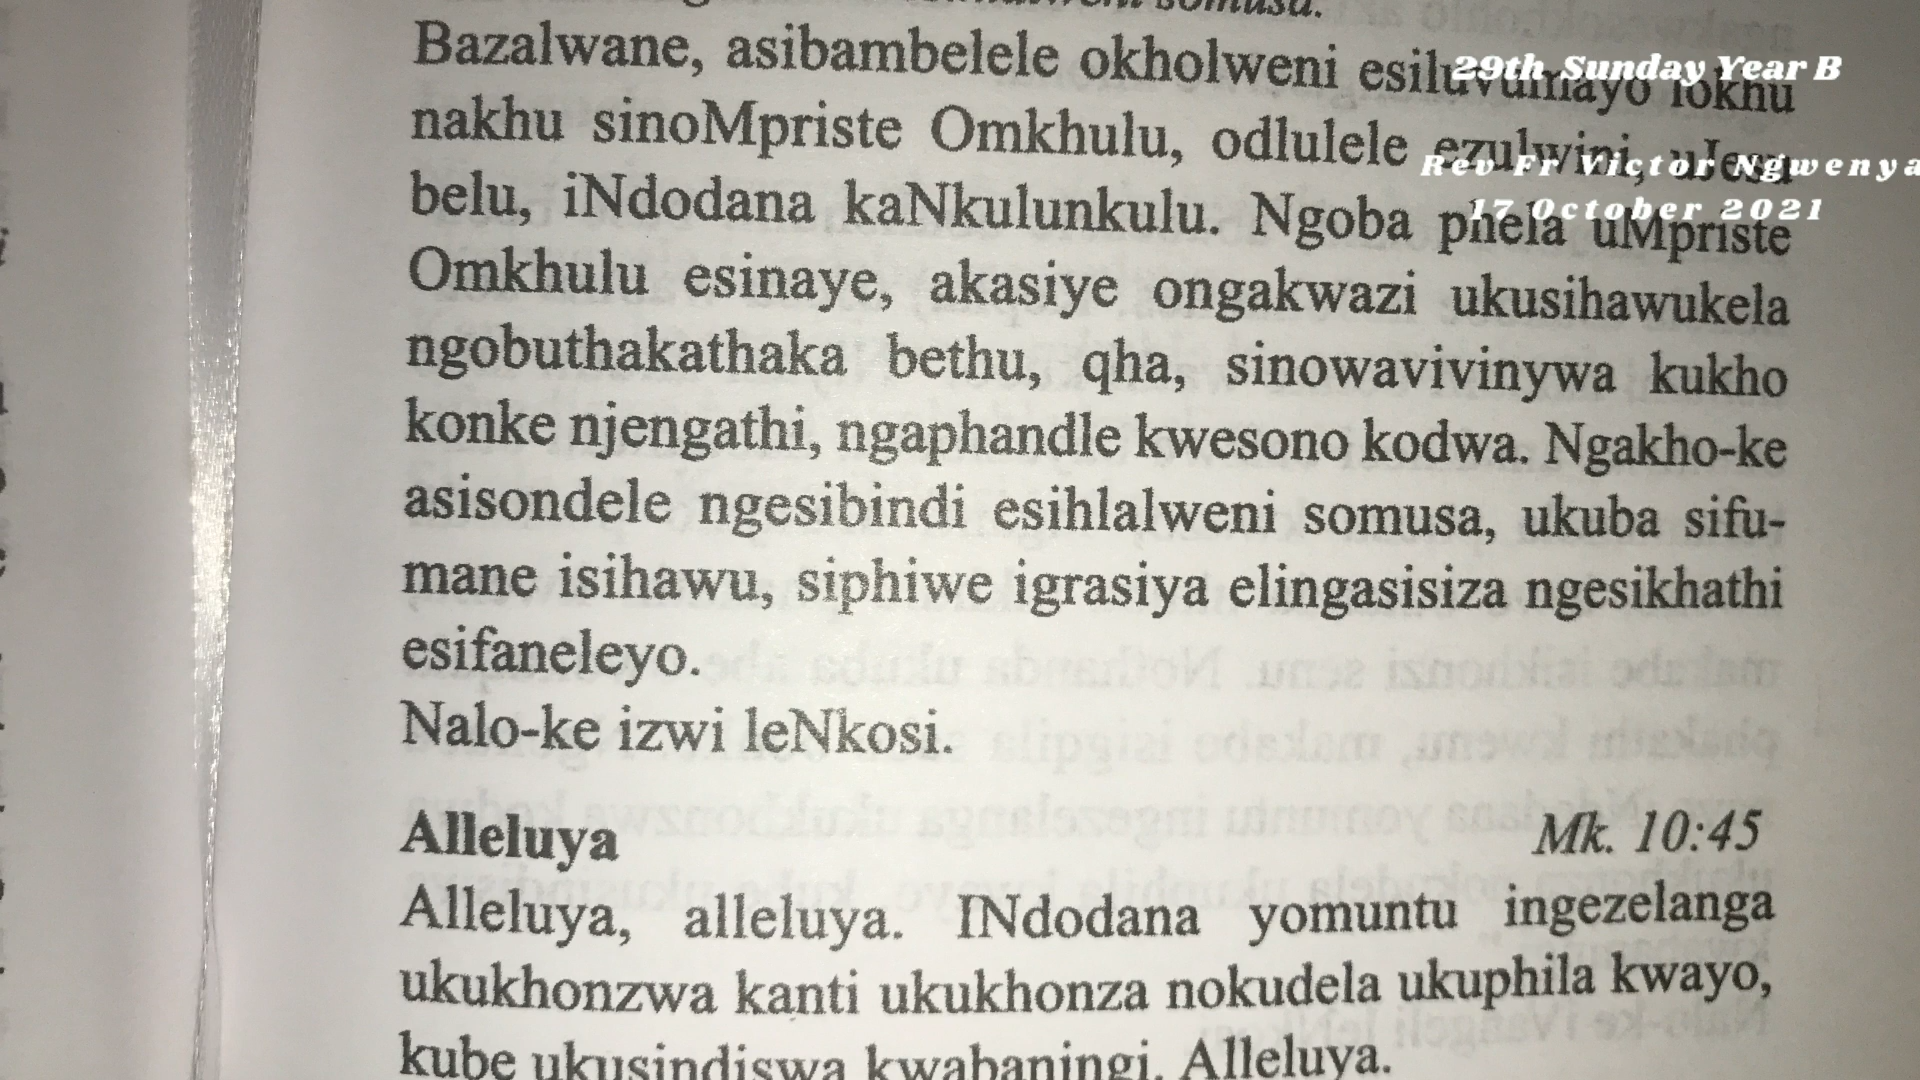 somusa.
Bazalwane, asibambelele okholweni esiluvumayo lokhu
nakhu sinoMpriste Omkhulu, odlulele ezulwini, uJesu
belu, iNdodana kaNkulunkulu. Ngoba phela uMpriste
Omkhulu esinaye, akasiye ongakwazi ukusihawukela
ngobuthakathaka bethu, qha, sinowavivinywa kukho
konke njengathi, ngaphandle kwesono kodwa. Ngakho-ke
asisondele ngesibindi esihlalweni somusa, ukuba sifu-
mane isihawu, siphiwe igrasiya elingasisiza ngesikhathi
esifaneleyo.
Nalo-ke izwi leNkosi.
Alleluya Mk. 10:45
Alleluya, alleluya. INdodana yomuntu ingezelanga
ukukhonzwa kanti ukukhonza nokudela ukuphila kwayo,
kube ukusindiswa kwabaningi. Alleluya.
29th Sunday Year B
Rev Fr Victor Ngwenya
17 October 2021